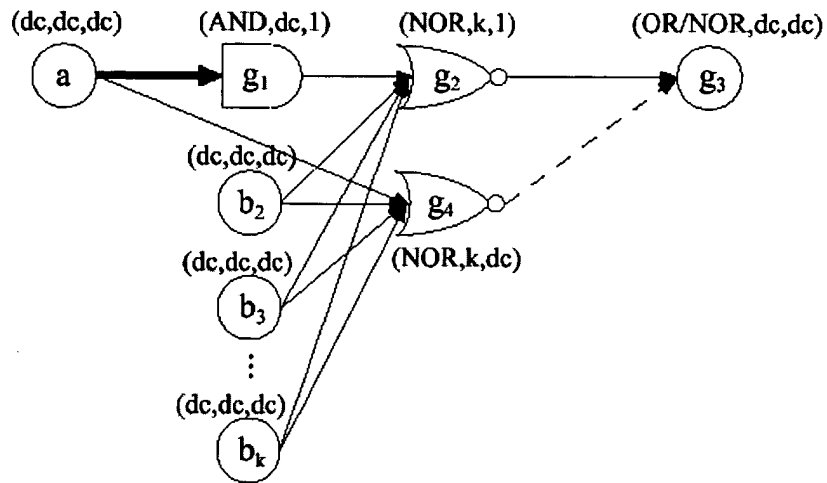 (dc,dc,dc) (AND,dc,1) (NOR,k,1) (OR/NOR,dc,dc)
a g₁ g₂ g₃
(dc,dc,dc)
b₂ g₄
(dc,dc,dc) (NOR,k,dc)
b₃
⋮
(dc,dc,dc)
bₖ